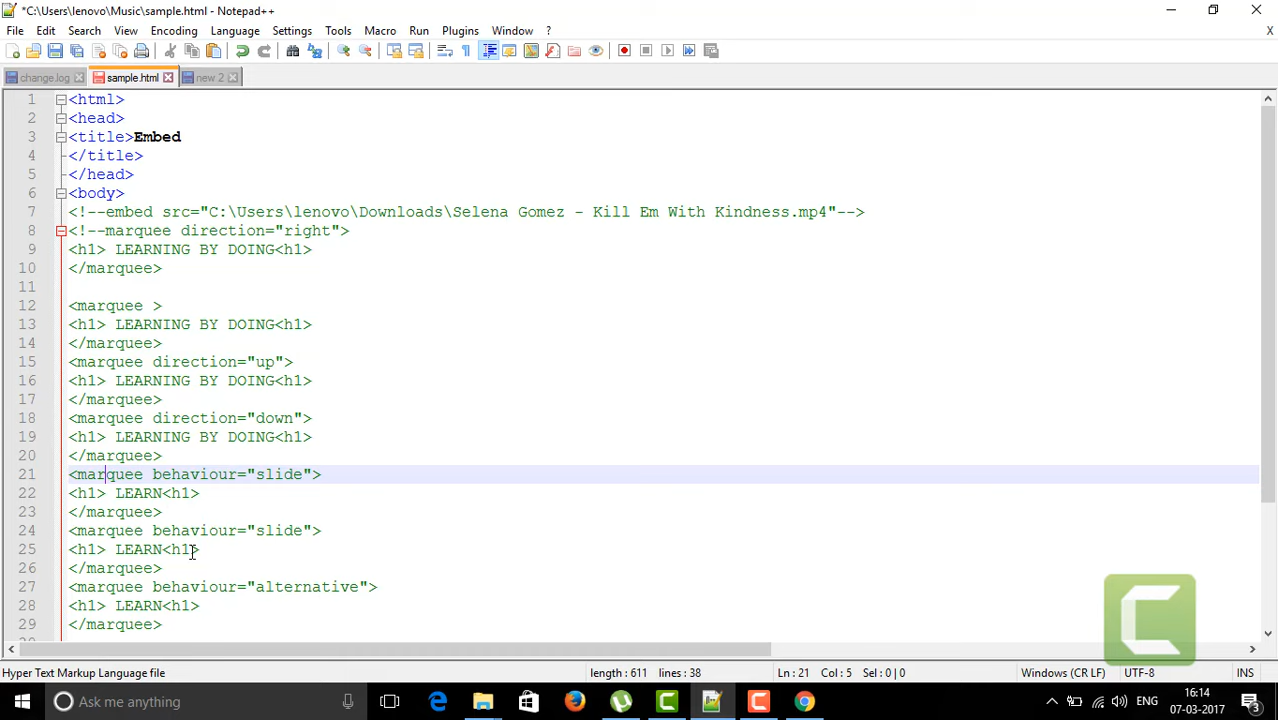 *C:\Users\lenovo\Music\sample.html - Notepad++
File Edit Search View Encoding Language Settings Tools Macro Run Plugins Window ?
change.log sample.html new 2
1 <html>
2 <head>
3 <title>Embed
4 </title>
5 </head>
6 <body>
7 <!--embed src="C:\Users\lenovo\Downloads\Selena Gomez - Kill Em With Kindness.mp4"-->
8 <!--marquee direction="right">
9 <h1> LEARNING BY DOING<h1>
10 </marquee>
11
12 <marquee >
13 <h1> LEARNING BY DOING<h1>
14 </marquee>
15 <marquee direction="up">
16 <h1> LEARNING BY DOING<h1>
17 </marquee>
18 <marquee direction="down">
19 <h1> LEARNING BY DOING<h1>
20 </marquee>
21 <marquee behaviour="slide">
22 <h1> LEARN<h1>
23 </marquee>
24 <marquee behaviour="slide">
25 <h1> LEARN<h1>
26 </marquee>
27 <marquee behaviour="alternative">
28 <h1> LEARN<h1>
29 </marquee>
Hyper Text Markup Language file length : 611 lines : 38 Ln : 21 Col : 5 Sel : 0 | 0 Windows (CR LF) UTF-8 INS
Ask me anything ENG 16:14
07-03-2017 3